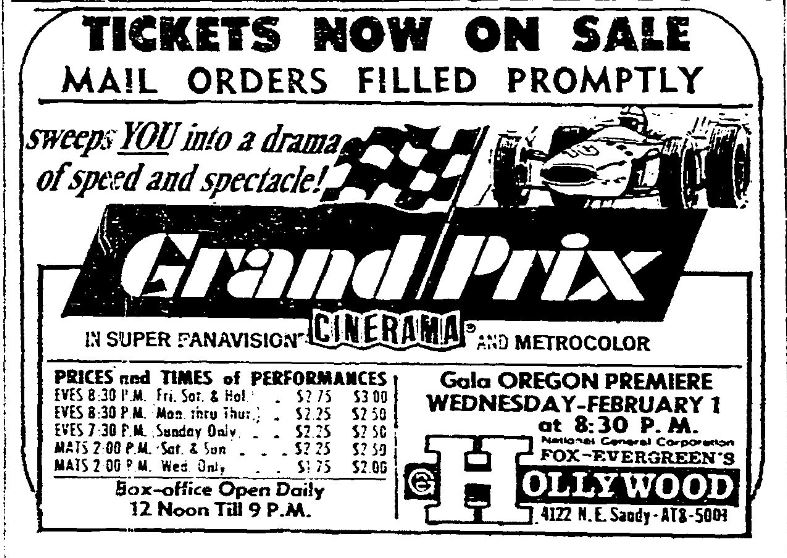 TICKETS NOW ON SALE
MAIL ORDERS FILLED PROMPTLY
sweeps YOU into a drama
of speed and spectacle!
Grand Prix
IN SUPER PANAVISION CINERAMA® AND METROCOLOR
PRICES and TIMES of PERFORMANCES
EVES 8:30 P.M. Fri. Sat. & Hol. . $2.75 $3.00
EVES 8:30 P.M. Mon. thru Thur. . $2.25 $2.50
EVES 7:30 P.M. Sunday Only . . . $2.25 $2.50
MATS 2:00 P.M. Sat. & Sun . . . $2.25 $2.50
MATS 2:00 P.M. Wed. Only . . . $1.75 $2.00
Box-office Open Daily
12 Noon Till 9 P.M.
Gala OREGON PREMIERE
WEDNESDAY-FEBRUARY 1
at 8:30 P.M.
National General Corporation
FOX-EVERGREEN'S
HOLLYWOOD
4122 N.E. Sandy - AT8-5001